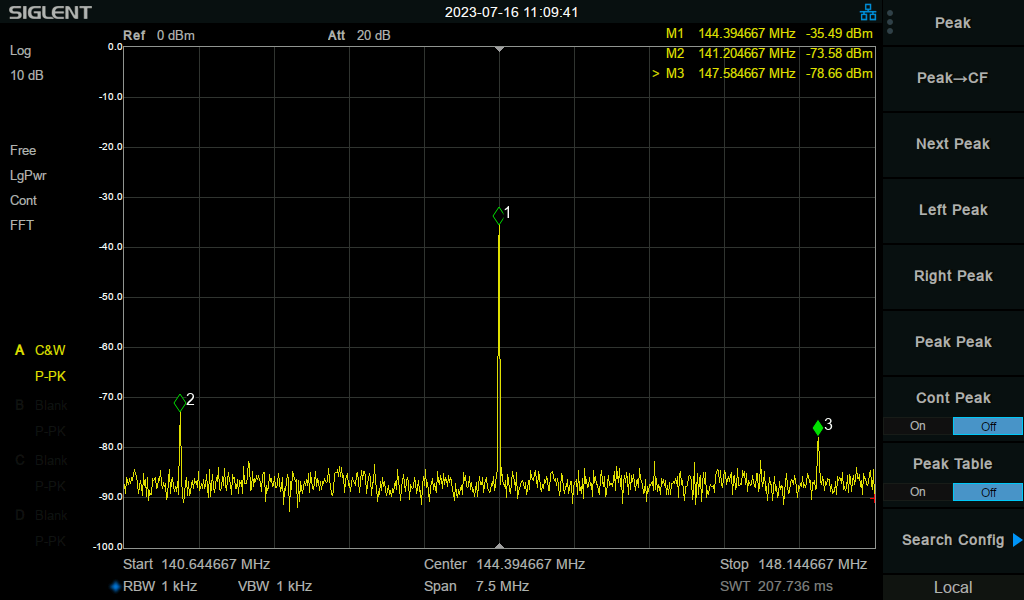 SIGLENT 2023-07-16 11:09:41
Ref 0 dBm Att 20 dB
Log
10 dB
Free
LgPwr
Cont
FFT
A C&W
P-PK
B Blank
P-PK
C Blank
P-PK
D Blank
P-PK
M1 144.394667 MHz -35.49 dBm
M2 141.204667 MHz -73.58 dBm
> M3 147.584667 MHz -78.66 dBm
0.0
-10.0
-20.0
-30.0
-40.0
-50.0
-60.0
-70.0
-80.0
-90.0
-100.0
1
2
3
Start 140.644667 MHz Center 144.394667 MHz Stop 148.144667 MHz
RBW 1 kHz VBW 1 kHz Span 7.5 MHz SWT 207.736 ms
Peak
Peak→CF
Next Peak
Left Peak
Right Peak
Peak Peak
Cont Peak
On Off
Peak Table
On Off
Search Config
Local